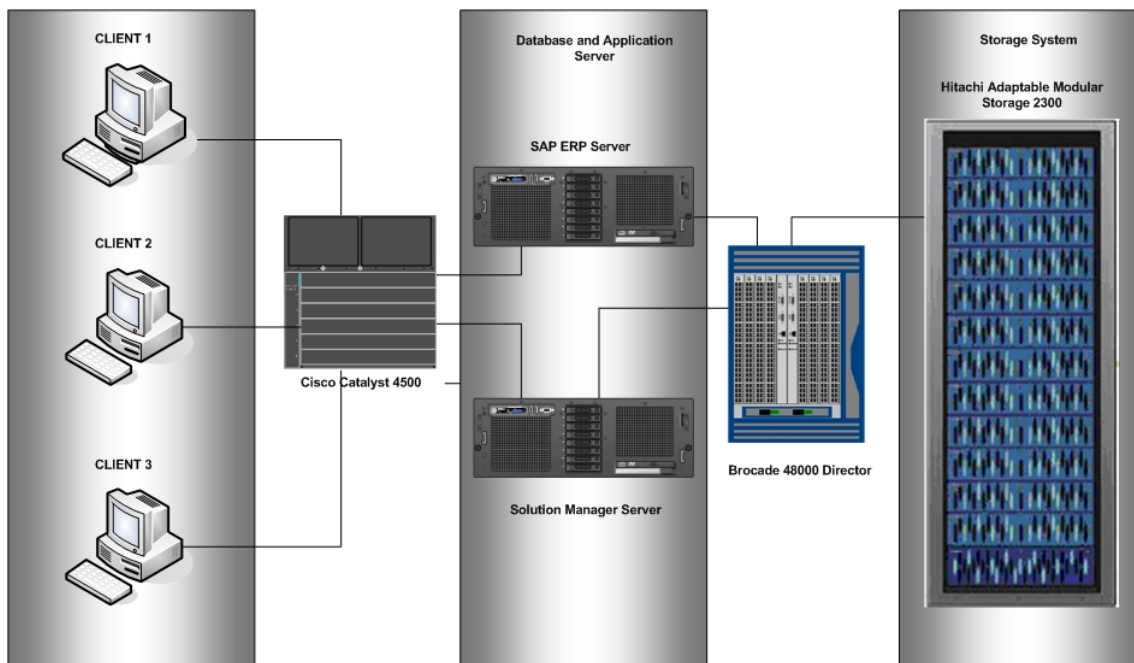 CLIENT 1
CLIENT 2
CLIENT 3
Cisco Catalyst 4500
Database and Application
Server
SAP ERP Server
Solution Manager Server
Brocade 48000 Director
Storage System
Hitachi Adaptable Modular
Storage 2300